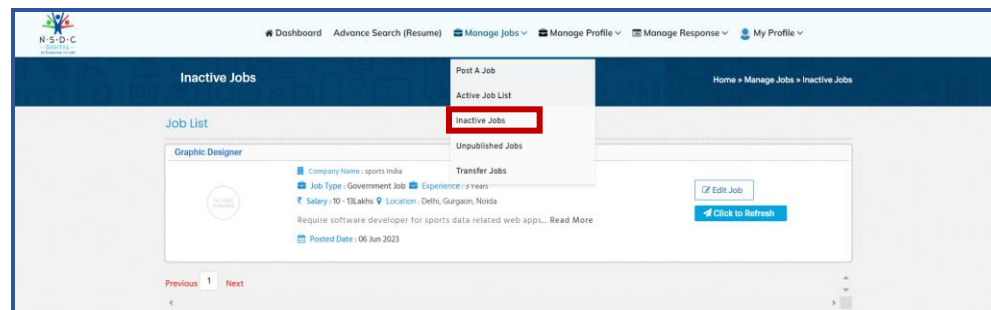 N·S·D·C
DIGITAL
Dashboard Advance Search (Resume) Manage Jobs Manage Profile Manage Response My Profile
Inactive Jobs
Home » Manage Jobs » Inactive Jobs
Post A Job
Active Job List
Inactive Jobs
Unpublished Jobs
Transfer Jobs
Job List
Graphic Designer
Company Name : sports India
Job Type : Government Job Experience : 3 Years
₹ Salary : 10 - 13Lakhs Location : Delhi, Gurgaon, Noida
Require software developer for sports data related web apps... Read More
Posted Date : 06 Jun 2023
Edit Job
Click to Refresh
Previous 1 Next